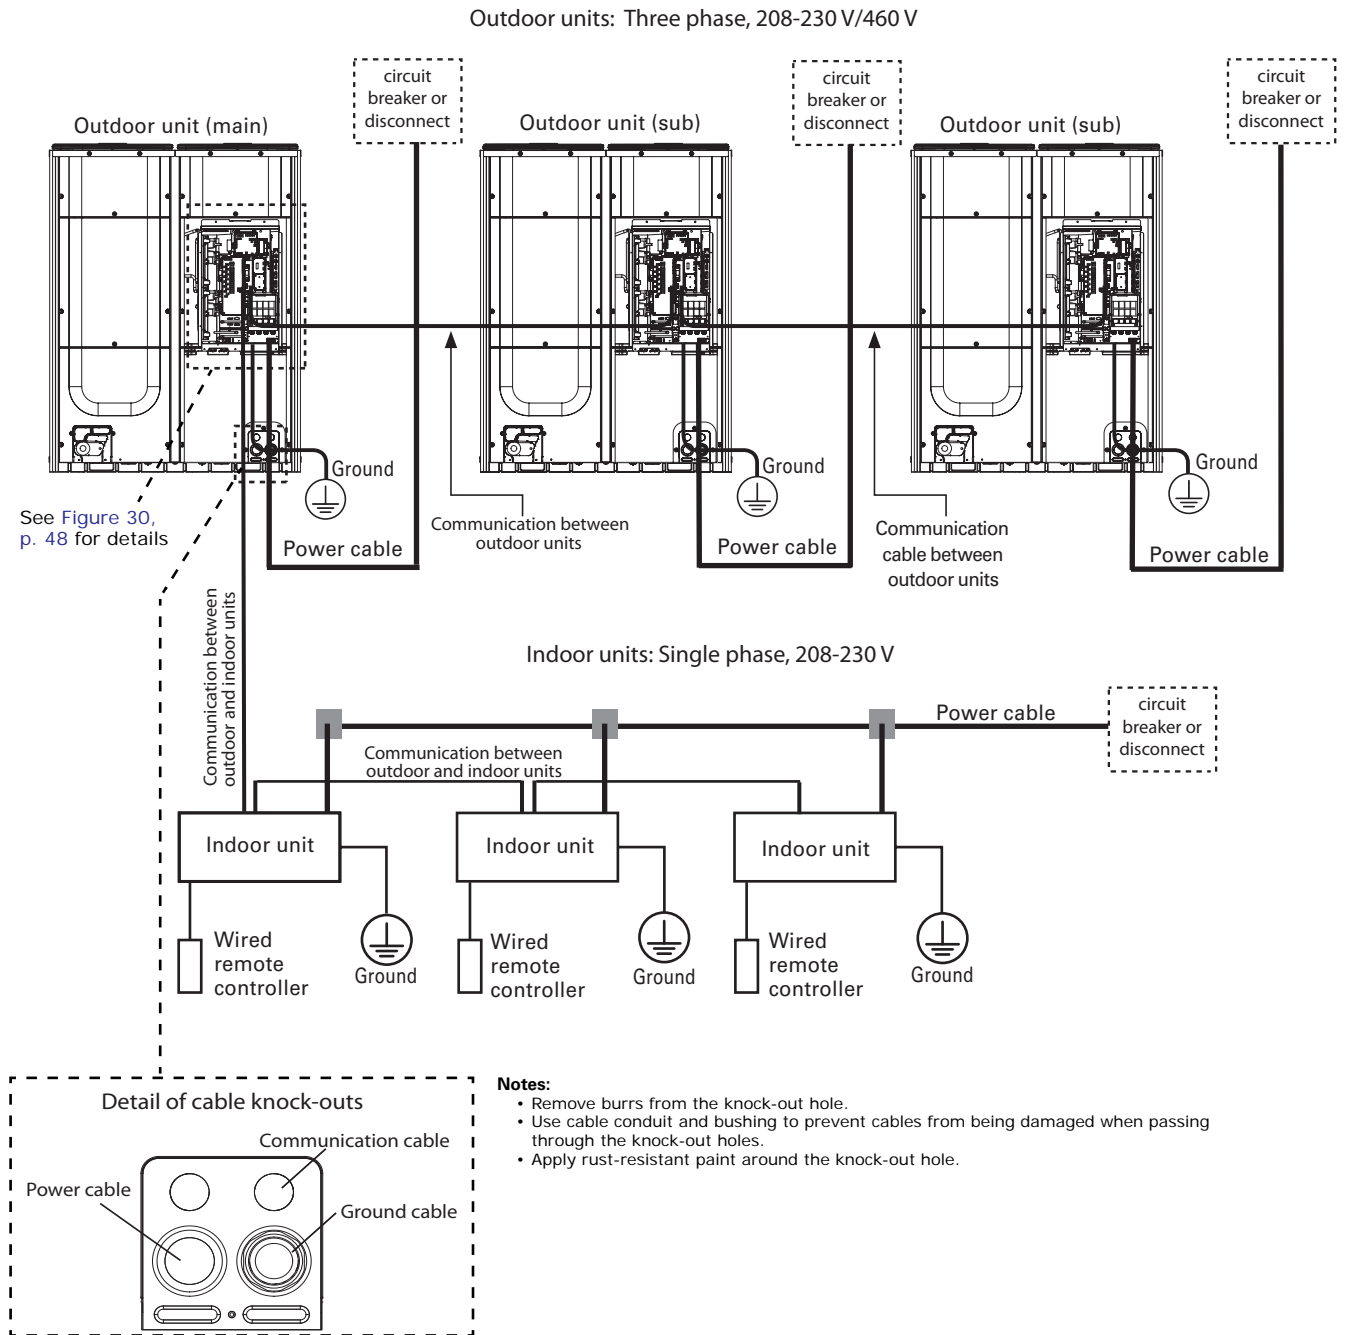 Outdoor units: Three phase, 208-230 V/460 V
circuit
breaker or
disconnect
circuit
breaker or
disconnect
circuit
breaker or
disconnect
Outdoor unit (main)
Outdoor unit (sub)
Outdoor unit (sub)
Ground
Ground
Ground
See Figure 30,
p. 48 for details
Communication between
outdoor units
Communication
cable between
outdoor units
Power cable
Power cable
Power cable
Communication between
outdoor and indoor units
Indoor units: Single phase, 208-230 V
Power cable
circuit
breaker or
disconnect
Communication between
outdoor and indoor units
Indoor unit
Indoor unit
Indoor unit
Wired
remote
controller
Ground
Wired
remote
controller
Ground
Wired
remote
controller
Ground
Detail of cable knock-outs
Communication cable
Power cable
Ground cable
Notes:
• Remove burrs from the knock-out hole.
• Use cable conduit and bushing to prevent cables from being damaged when passing
through the knock-out holes.
• Apply rust-resistant paint around the knock-out hole.